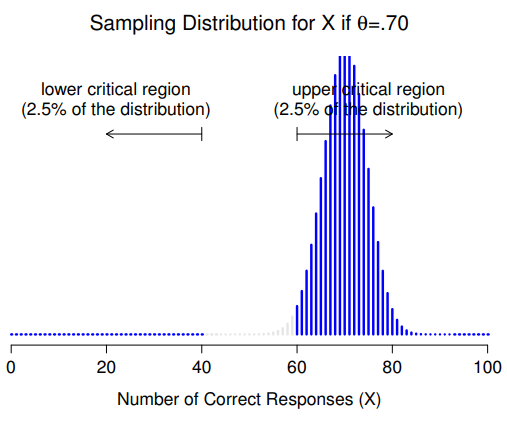 Sampling Distribution for X if θ=.70
lower critical region
(2.5% of the distribution)
upper critical region
(2.5% of the distribution)
0 20 40 60 80 100
Number of Correct Responses (X)